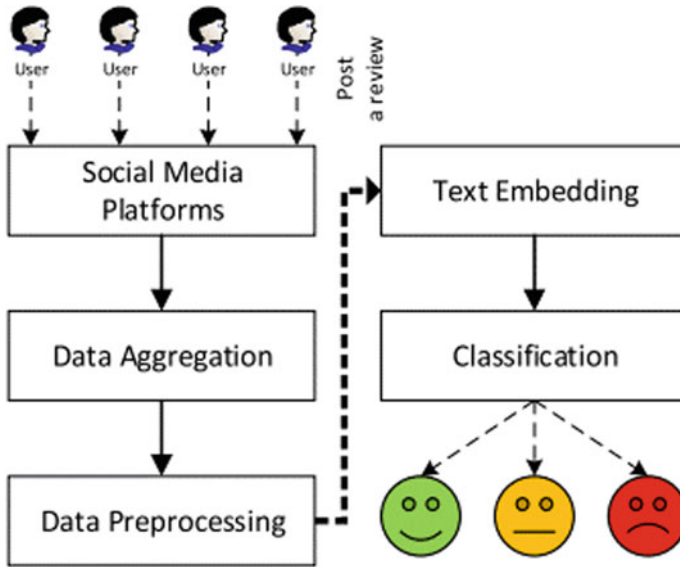 User User User User
Post
a review
Social Media
Platforms
Data Aggregation
Data Preprocessing
Text Embedding
Classification